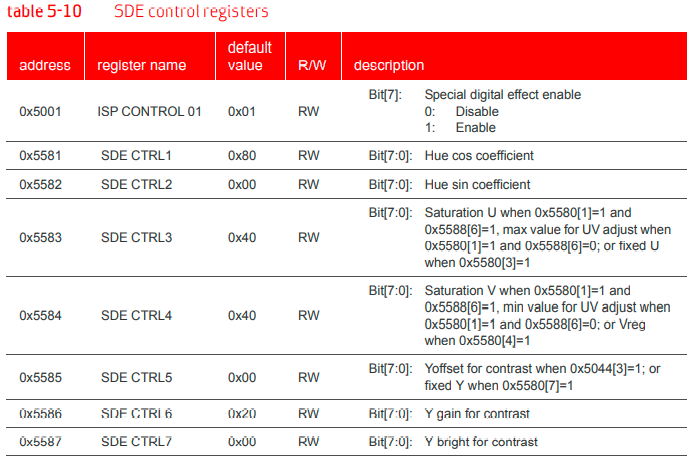 table 5-10 SDE control registers
address register name default value R/W description
0x5001 ISP CONTROL 01 0x01 RW Bit[7]: Special digital effect enable
0: Disable
1: Enable
0x5581 SDE CTRL1 0x80 RW Bit[7:0]: Hue cos coefficient
0x5582 SDE CTRL2 0x00 RW Bit[7:0]: Hue sin coefficient
0x5583 SDE CTRL3 0x40 RW Bit[7:0]: Saturation U when 0x5580[1]=1 and
0x5588[6]=1, max value for UV adjust when
0x5580[1]=1 and 0x5588[6]=0; or fixed U
when 0x5580[3]=1
0x5584 SDE CTRL4 0x40 RW Bit[7:0]: Saturation V when 0x5580[1]=1 and
0x5588[6]=1, min value for UV adjust when
0x5580[1]=1 and 0x5588[6]=0; or Vreg
when 0x5580[4]=1
0x5585 SDE CTRL5 0x00 RW Bit[7:0]: Yoffset for contrast when 0x5044[3]=1; or
fixed Y when 0x5580[7]=1
0x5586 SDE CTRL6 0x20 RW Bit[7:0]: Y gain for contrast
0x5587 SDE CTRL7 0x00 RW Bit[7:0]: Y bright for contrast